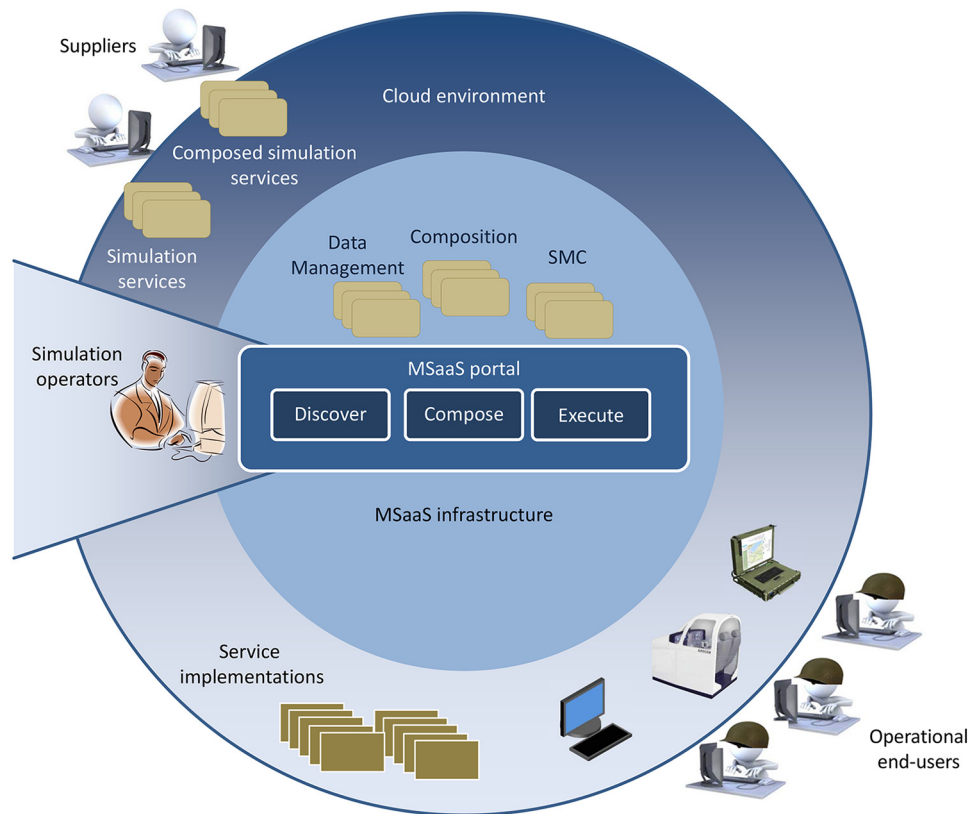 Suppliers
Cloud environment
Composed simulation
services
Simulation
services
Data
Management
Composition
SMC
Simulation
operators
MSaaS portal
Discover
Compose
Execute
MSaaS infrastructure
Service
implementations
Operational
end-users